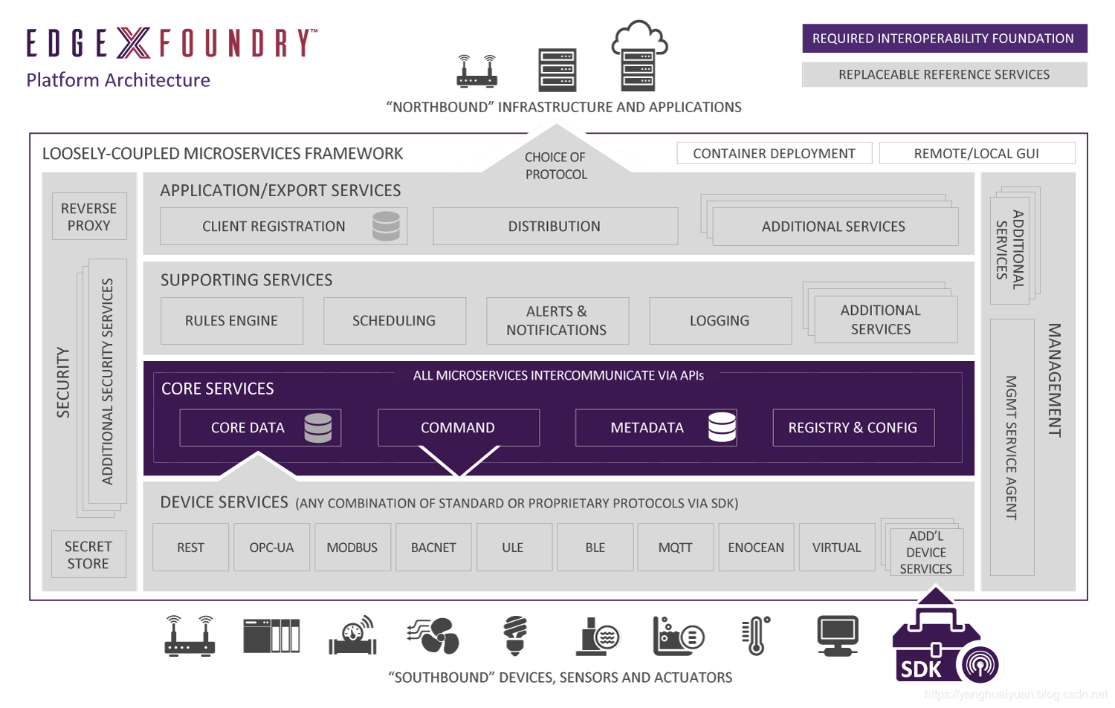 EDGE X FOUNDRY™
Platform Architecture
REQUIRED INTEROPERABILITY FOUNDATION
REPLACEABLE REFERENCE SERVICES
“NORTHBOUND” INFRASTRUCTURE AND APPLICATIONS
LOOSELY-COUPLED MICROSERVICES FRAMEWORK
CHOICE OF
PROTOCOL
CONTAINER DEPLOYMENT
REMOTE/LOCAL GUI
REVERSE
PROXY
SECURITY
ADDITIONAL SECURITY SERVICES
SECRET
STORE
APPLICATION/EXPORT SERVICES
CLIENT REGISTRATION
DISTRIBUTION
ADDITIONAL SERVICES
SUPPORTING SERVICES
RULES ENGINE
SCHEDULING
ALERTS &
NOTIFICATIONS
LOGGING
ADDITIONAL
SERVICES
ALL MICROSERVICES INTERCOMMUNICATE VIA APIs
CORE SERVICES
CORE DATA
COMMAND
METADATA
REGISTRY & CONFIG
DEVICE SERVICES (ANY COMBINATION OF STANDARD OR PROPRIETARY PROTOCOLS VIA SDK)
REST
OPC-UA
MODBUS
BACNET
ULE
BLE
MQTT
ENOCEAN
VIRTUAL
ADD’L
DEVICE
SERVICES
ADDITIONAL
SERVICES
MANAGEMENT
MGMT SERVICE AGENT
SDK
“SOUTHBOUND” DEVICES, SENSORS AND ACTUATORS
https://yanghuaiyuan.blog.csdn.net